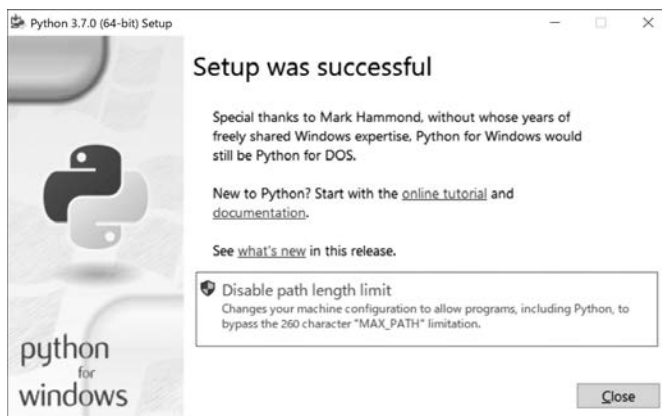 Python 3.7.0 (64-bit) Setup
Setup was successful
Special thanks to Mark Hammond, without whose years of
freely shared Windows expertise, Python for Windows would
still be Python for DOS.
New to Python? Start with the online tutorial and
documentation.
See what's new in this release.
Disable path length limit
Changes your machine configuration to allow programs, including Python, to
bypass the 260 character "MAX_PATH" limitation.
python
for
windows
Close